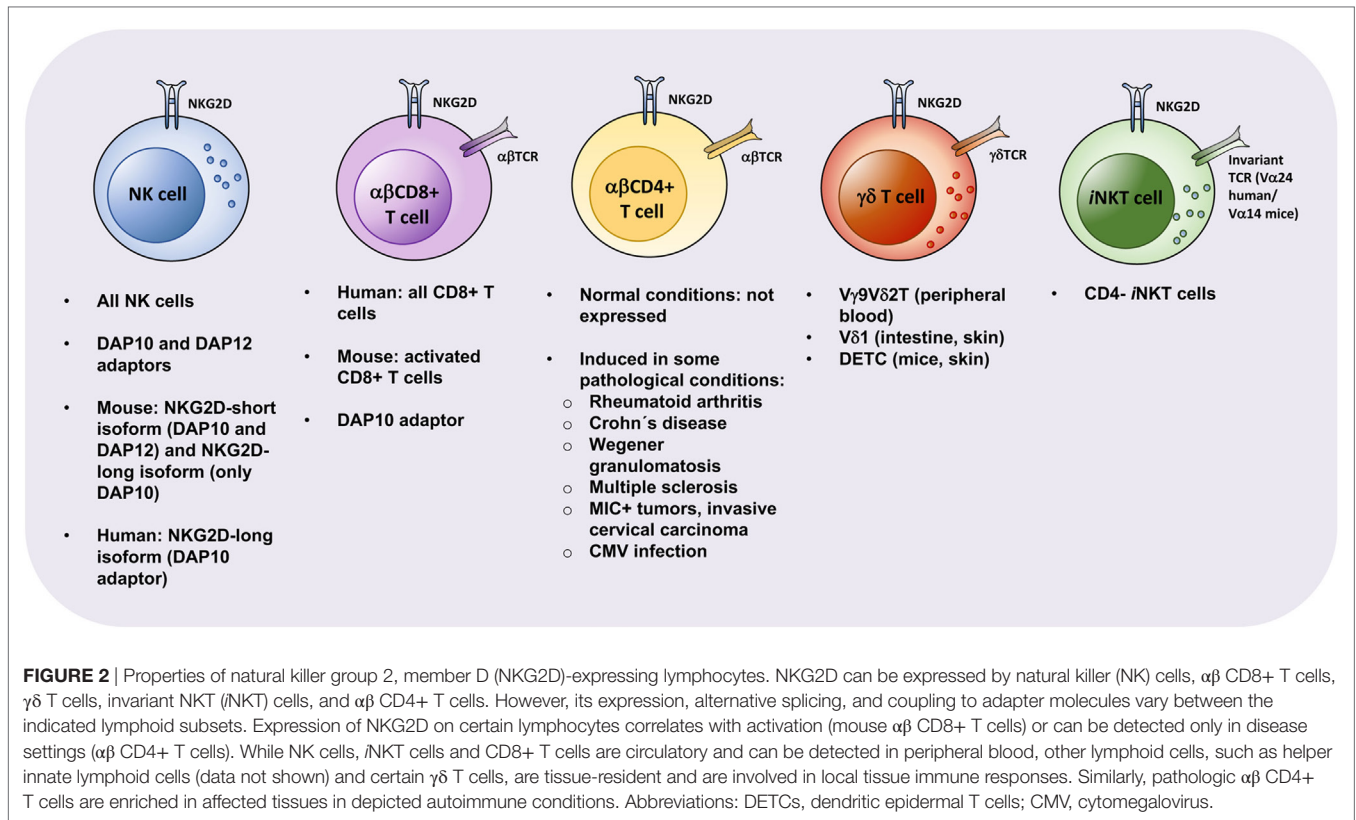 NKG2D
NK cell
• All NK cells
• DAP10 and DAP12
adaptors
• Mouse: NKG2D-short
isoform (DAP10 and
DAP12) and NKG2D-
long isoform (only
DAP10)
• Human: NKG2D-long
isoform (DAP10
adaptor)
NKG2D
αβTCR
αβCD8+
T cell
• Human: all CD8+ T
cells
• Mouse: activated
CD8+ T cells
• DAP10 adaptor
NKG2D
αβTCR
αβCD4+
T cell
• Normal conditions: not
expressed
• Induced in some
pathological conditions:
○ Rheumatoid arthritis
○ Crohn´s disease
○ Wegener
granulomatosis
○ Multiple sclerosis
○ MIC+ tumors, invasive
cervical carcinoma
○ CMV infection
NKG2D
γδTCR
γδ T cell
• Vγ9Vδ2T (peripheral
blood)
• Vδ1 (intestine, skin)
• DETC (mice, skin)
NKG2D
Invariant
TCR (Vα24
human/
Vα14 mice)
iNKT cell
• CD4- iNKT cells
FIGURE 2 | Properties of natural killer group 2, member D (NKG2D)-expressing lymphocytes. NKG2D can be expressed by natural killer (NK) cells, αβ CD8+ T cells,
γδ T cells, invariant NKT (iNKT) cells, and αβ CD4+ T cells. However, its expression, alternative splicing, and coupling to adapter molecules vary between the
indicated lymphoid subsets. Expression of NKG2D on certain lymphocytes correlates with activation (mouse αβ CD8+ T cells) or can be detected only in disease
settings (αβ CD4+ T cells). While NK cells, iNKT cells and CD8+ T cells are circulatory and can be detected in peripheral blood, other lymphoid cells, such as helper
innate lymphoid cells (data not shown) and certain γδ T cells, are tissue-resident and are involved in local tissue immune responses. Similarly, pathologic αβ CD4+
T cells are enriched in affected tissues in depicted autoimmune conditions. Abbreviations: DETCs, dendritic epidermal T cells; CMV, cytomegalovirus.